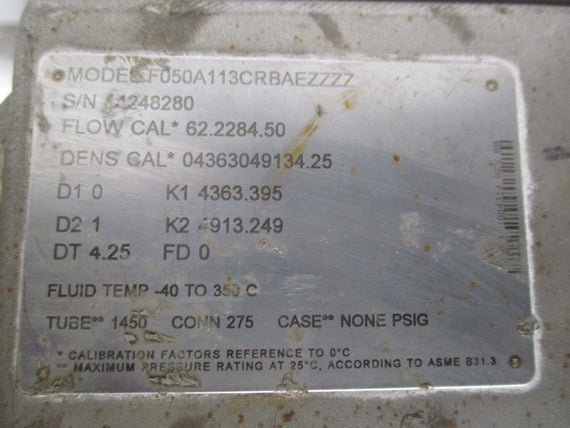 MODEL F050A113CRBAEZZZZ
S/N 14248280
FLOW CAL* 62.2284.50
DENS CAL* 04363049134.25
D1 0 K1 4363.395
D2 1 K2 4913.249
DT 4.25 FD 0
FLUID TEMP -40 TO 350 C
TUBE** 1450 CONN 275 CASE** NONE PSIG
* CALIBRATION FACTORS REFERENCE TO 0°C
** MAXIMUM PRESSURE RATING AT 25°C, ACCORDING TO ASME B31.3